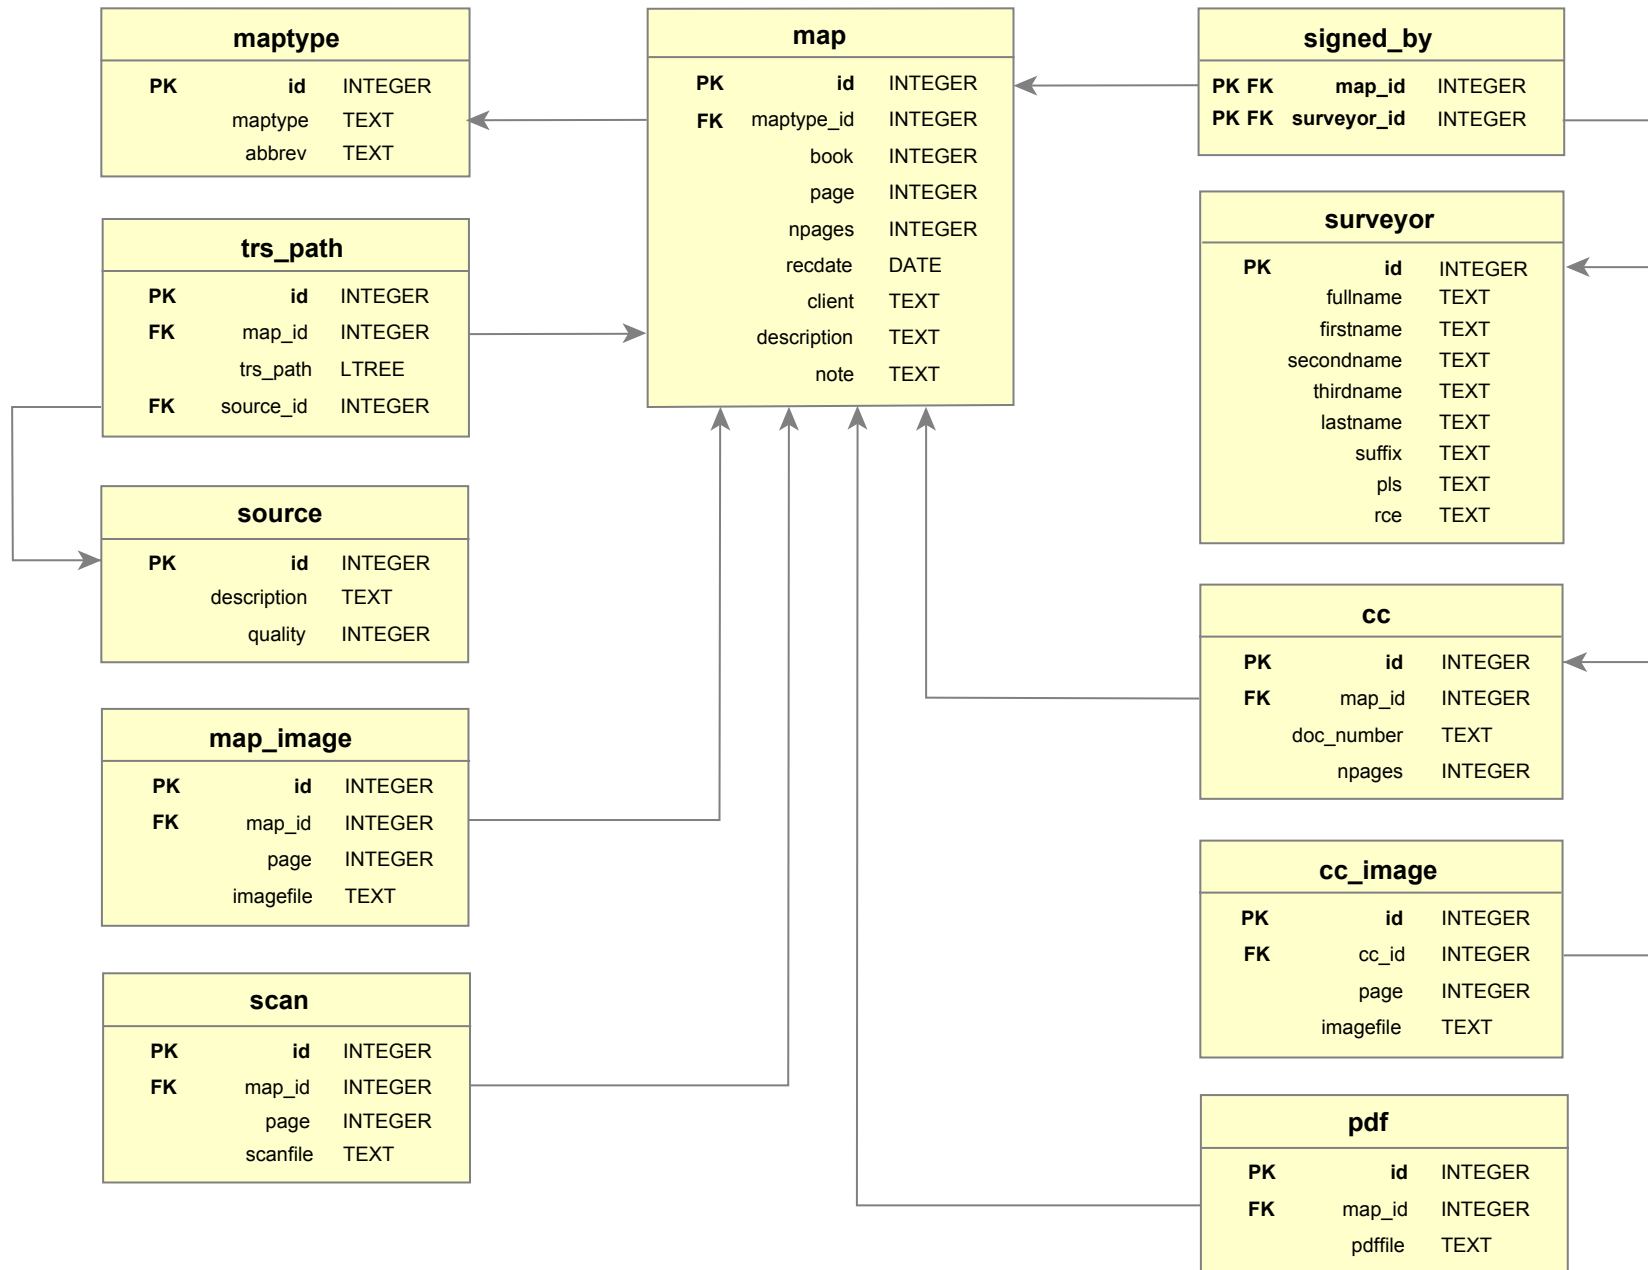 maptype
PK id INTEGER
maptype TEXT
abbrev TEXT
trs_path
PK id INTEGER
FK map_id INTEGER
trs_path LTREE
FK source_id INTEGER
source
PK id INTEGER
description TEXT
quality INTEGER
map_image
PK id INTEGER
FK map_id INTEGER
page INTEGER
imagefile TEXT
scan
PK id INTEGER
FK map_id INTEGER
page INTEGER
scanfile TEXT
map
PK id INTEGER
FK maptype_id INTEGER
book INTEGER
page INTEGER
npages INTEGER
recdate DATE
client TEXT
description TEXT
note TEXT
signed_by
PK FK map_id INTEGER
PK FK surveyor_id INTEGER
surveyor
PK id INTEGER
fullname TEXT
firstname TEXT
secondname TEXT
thirdname TEXT
lastname TEXT
suffix TEXT
pls TEXT
rce TEXT
cc
PK id INTEGER
FK map_id INTEGER
doc_number TEXT
npages INTEGER
cc_image
PK id INTEGER
FK cc_id INTEGER
page INTEGER
imagefile TEXT
pdf
PK id INTEGER
FK map_id INTEGER
pdffile TEXT